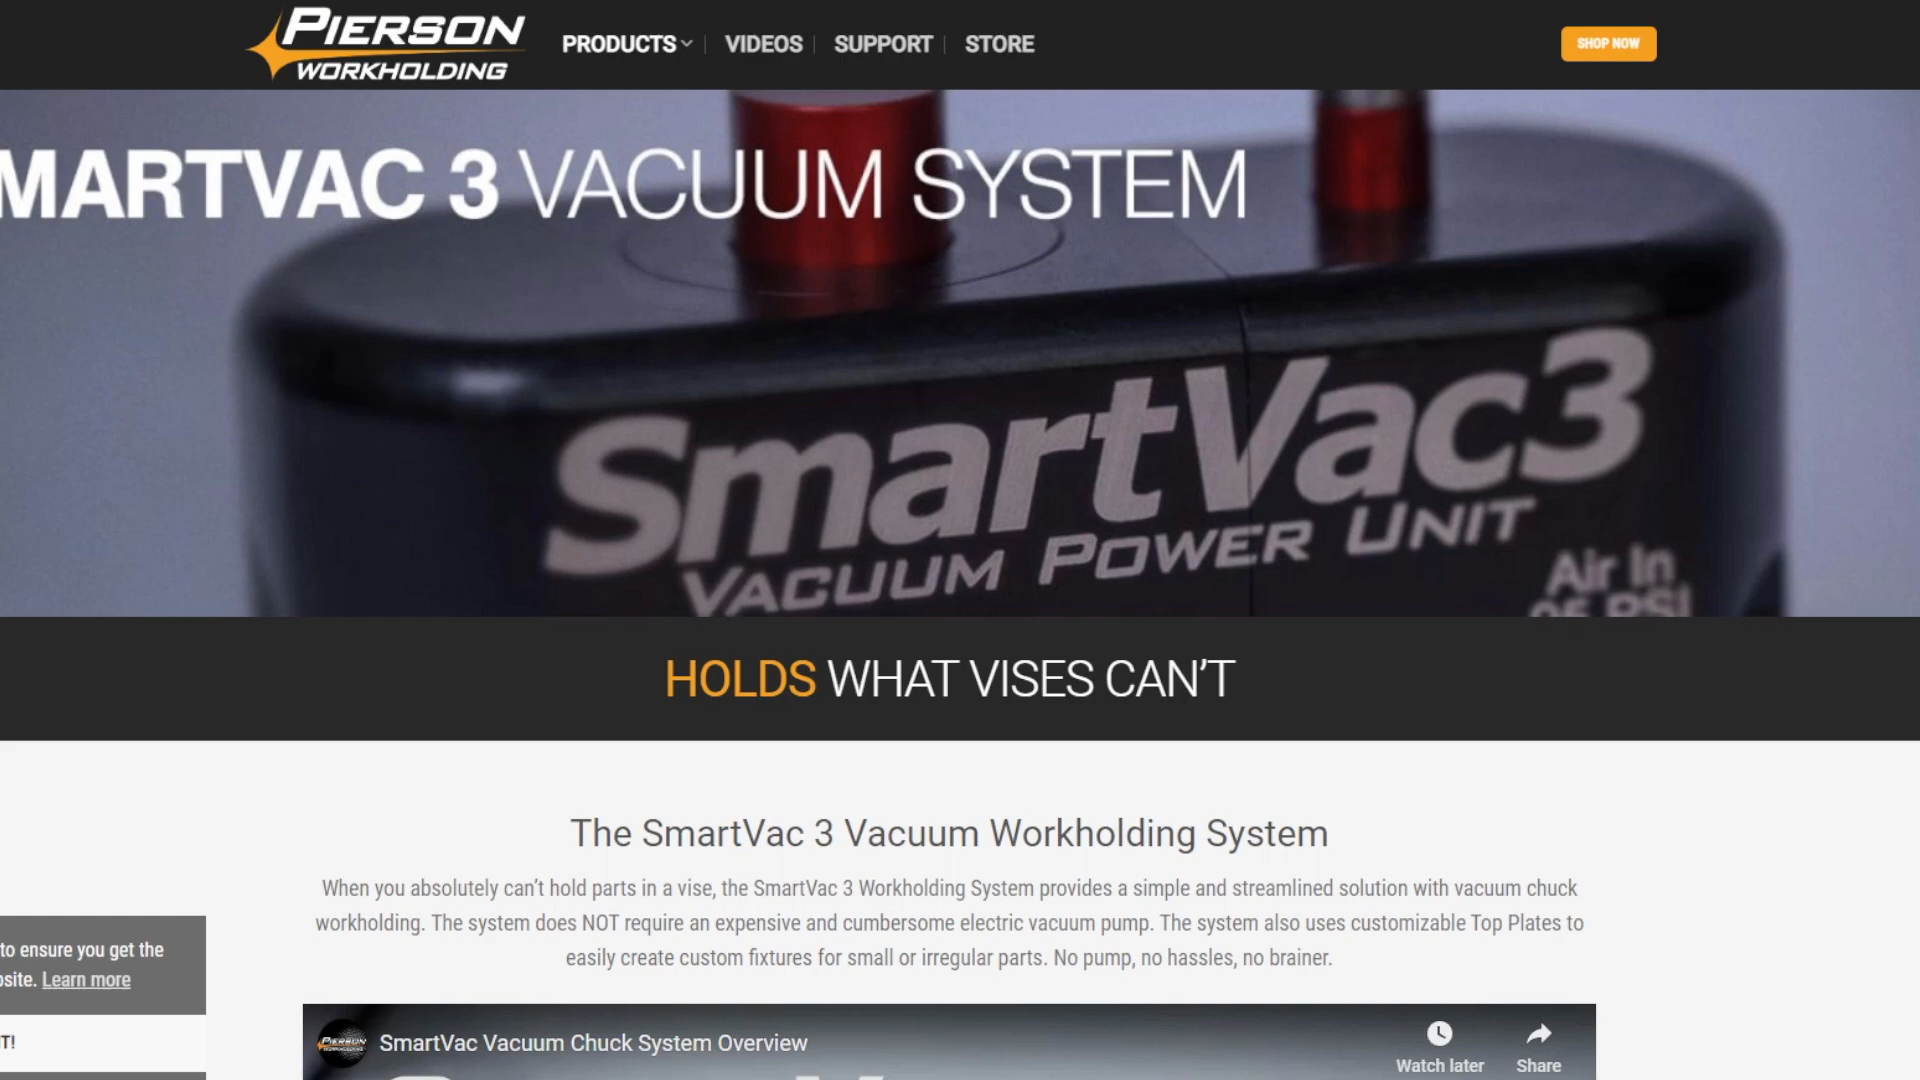 PIERSON
WORKHOLDING
PRODUCTS
VIDEOS
SUPPORT
STORE
SHOP NOW
MARTVAC 3 VACUUM SYSTEM
SmartVac3
VACUUM POWER UNIT
Air In
95 PSI
HOLDS WHAT VISES CAN'T
The SmartVac 3 Vacuum Workholding System
When you absolutely can't hold parts in a vise, the SmartVac 3 Workholding System provides a simple and streamlined solution with vacuum chuck
workholding. The system does NOT require an expensive and cumbersome electric vacuum pump. The system also uses customizable Top Plates to
easily create custom fixtures for small or irregular parts. No pump, no hassles, no brainer.
to ensure you get the
site. Learn more
T!
PIERSON
WORKHOLDING
SmartVac Vacuum Chuck System Overview
Watch later
Share